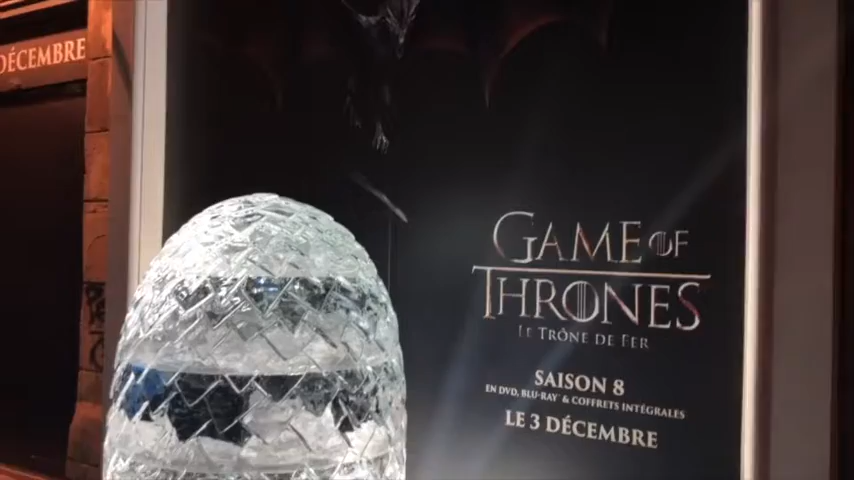 DÉCEMBRE
GAME OF
THRONES
LE TRÔNE DE FER
SAISON 8
EN DVD, BLU-RAY & COFFRETS INTÉGRALES
LE 3 DÉCEMBRE